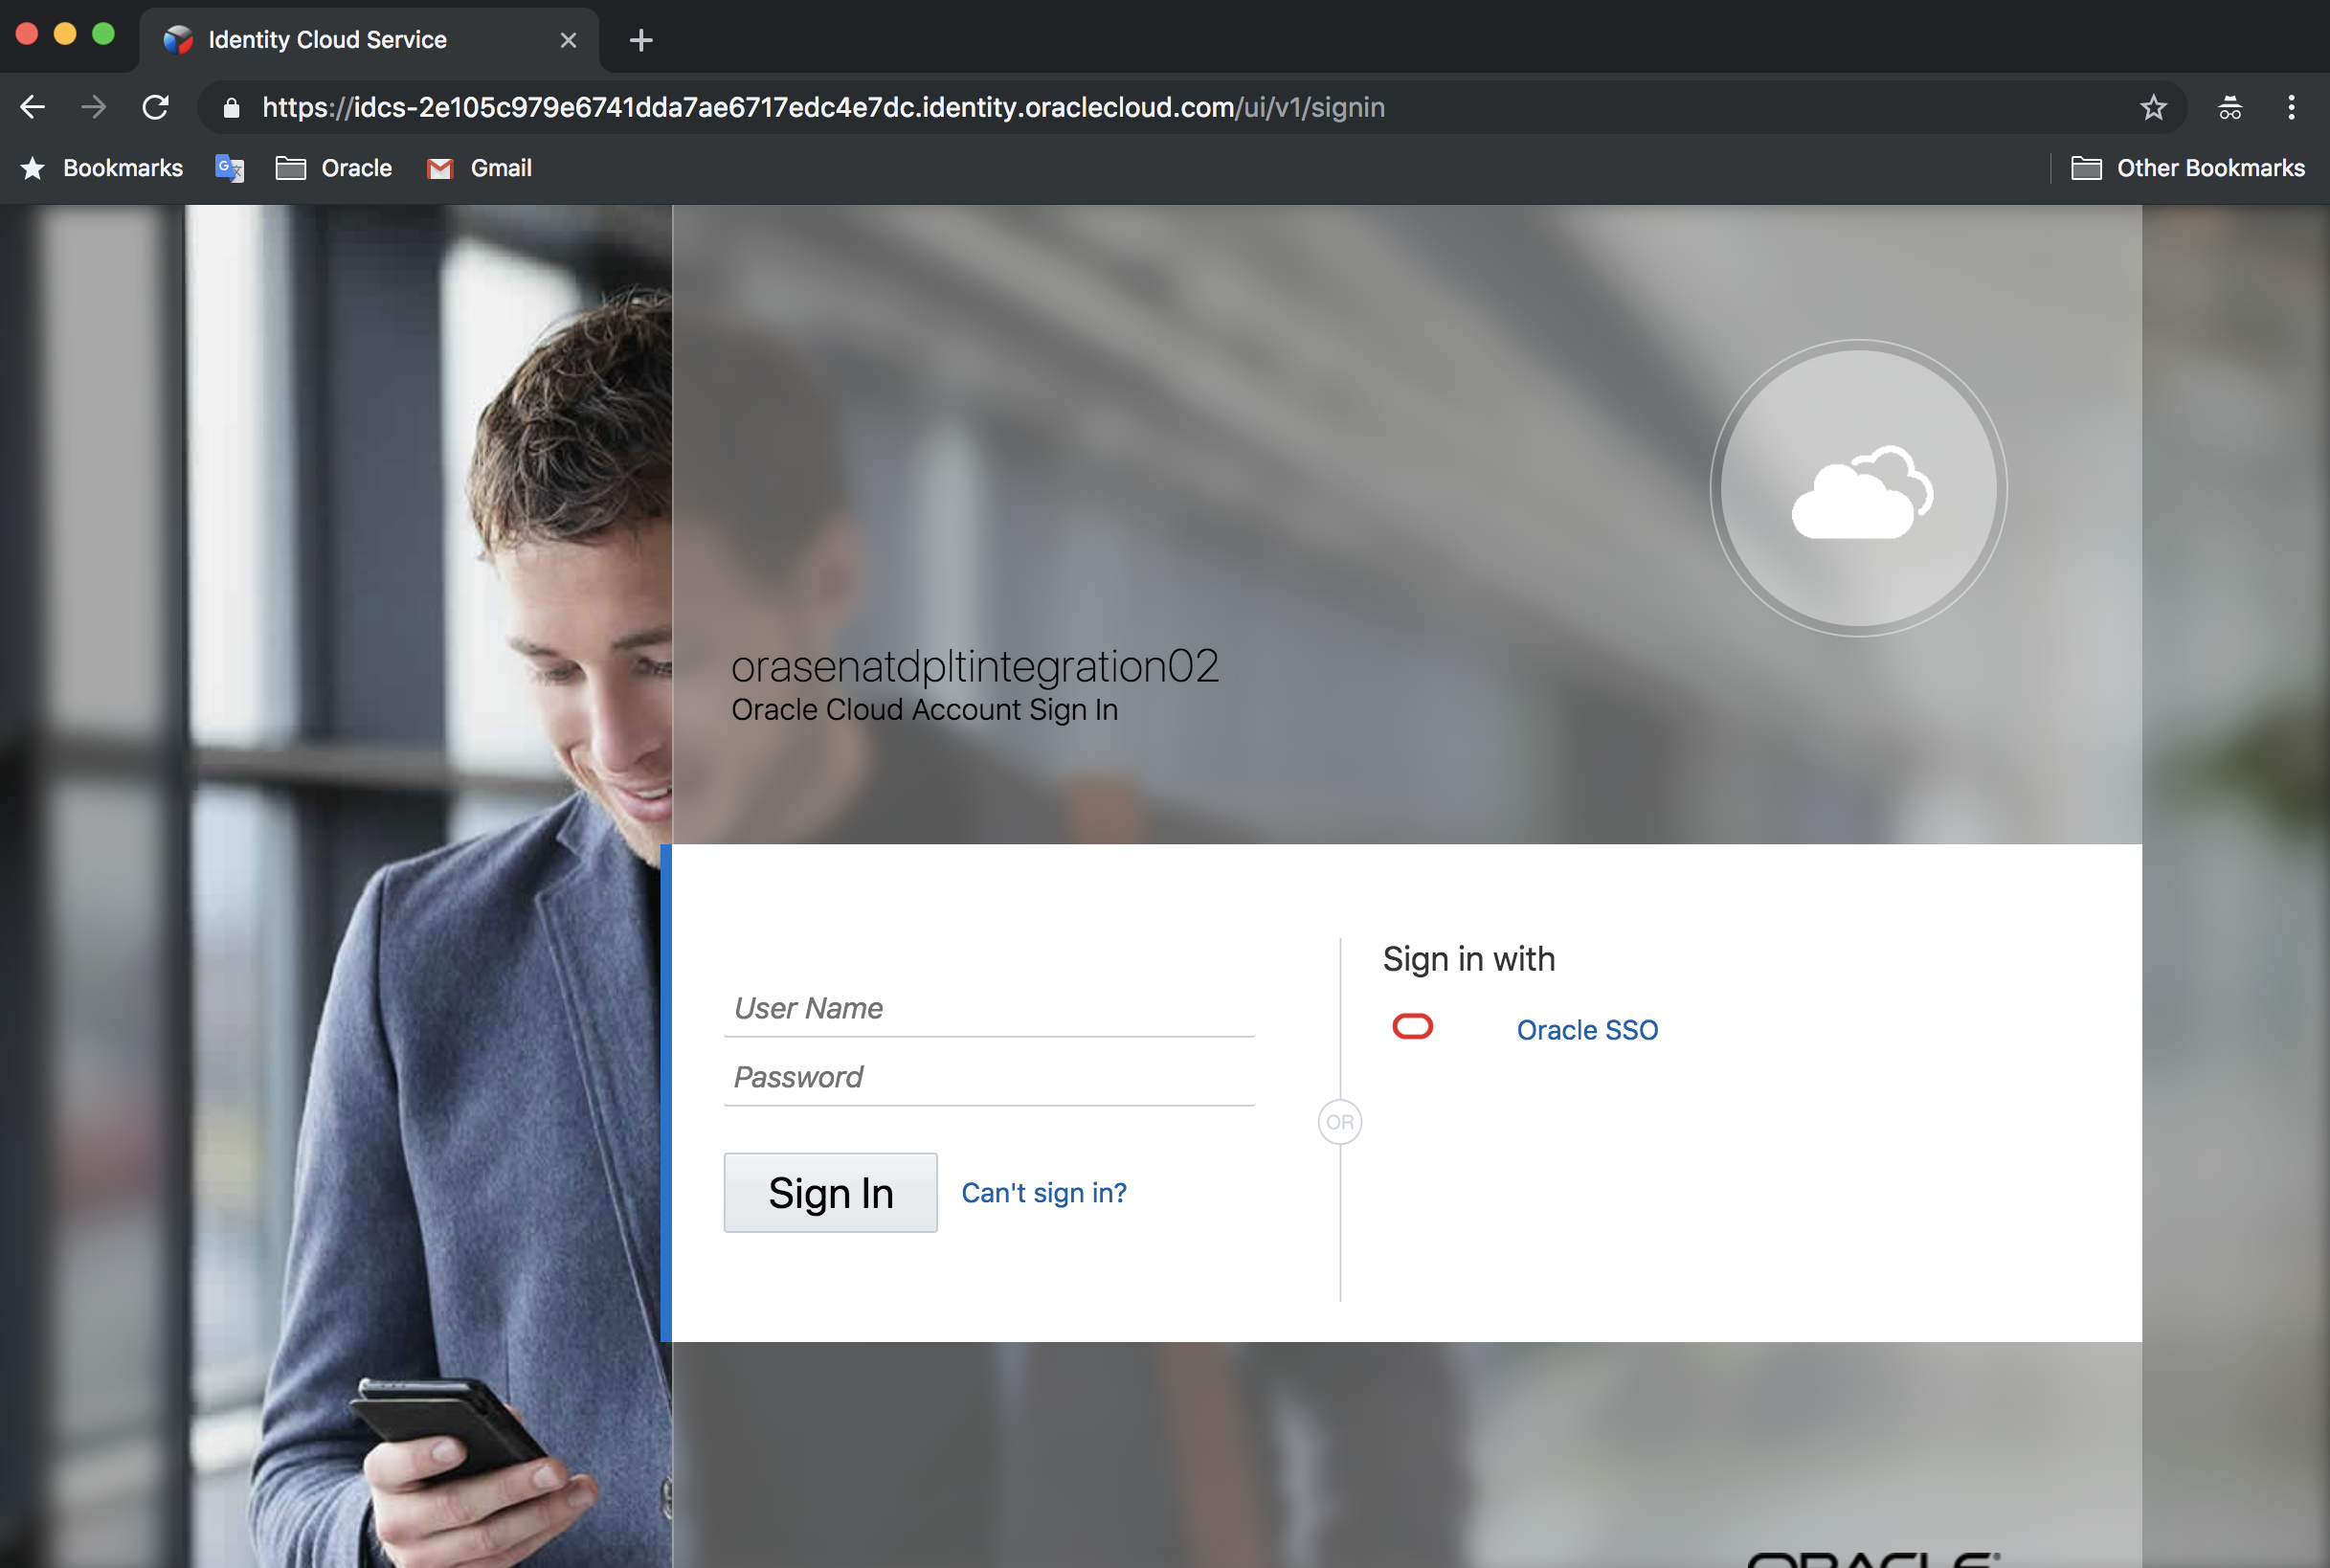 Identity Cloud Service
https://idcs-2e105c979e6741dda7ae6717edc4e7dc.identity.oraclecloud.com/ui/v1/signin
Bookmarks
Oracle
Gmail
Other Bookmarks
orasenatdpltintegration02
Oracle Cloud Account Sign In
User Name
Password
Sign In
Can't sign in?
OR
Sign in with
Oracle SSO
ORACLE®